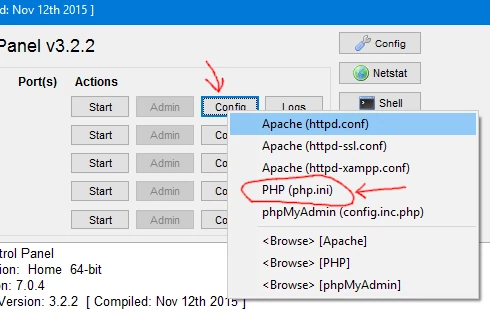 led: Nov 12th 2015 ]
Panel v3.2.2
Config
Port(s) Actions
Netstat
Start Admin Config Logs
Shell
Start Admin Co
Apache (httpd.conf)
Apache (httpd-ssl.conf)
Start Admin Co
Apache (httpd-xampp.conf)
Start Admin Co
PHP (php.ini)
Start Admin Co
phpMyAdmin (config.inc.php)
<Browse> [Apache]
<Browse> [PHP]
<Browse> [phpMyAdmin]
trol Panel
ion: Home 64-bit
n: 7.0.4
Version: 3.2.2 [ Compiled: Nov 12th 2015 ]